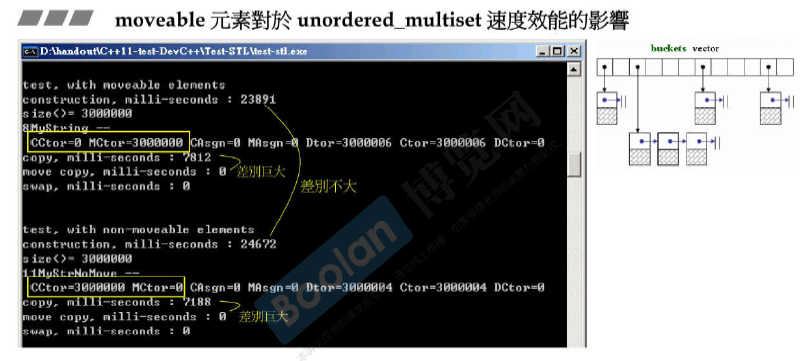 moveable 元素對於 unordered_multiset 速度效能的影響
D:\handout\C++11-test-DevC++\Test-STL\test-stl.exe
buckets vector
test, with moveable elements
construction, milli-seconds : 23891
size()= 3000000
8MyString --
CCtor=0 MCtor=3000000 CAsgn=0 MAsgn=0 Dtor=3000006 Ctor=3000006 DCtor=0
copy, milli-seconds : 7812
move copy, milli-seconds : 0 差別巨大
swap, milli-seconds : 0
差別不大
test, with non-moveable elements
construction, milli-seconds : 24672
size()= 3000000
11MyStrNoMove --
CCtor=3000000 MCtor=0 CAsgn=0 MAsgn=0 Dtor=3000004 Ctor=3000004 DCtor=0
copy, milli-seconds : 7188
move copy, milli-seconds : 0 差別巨大
swap, milli-seconds : 0
Boolan 博览网